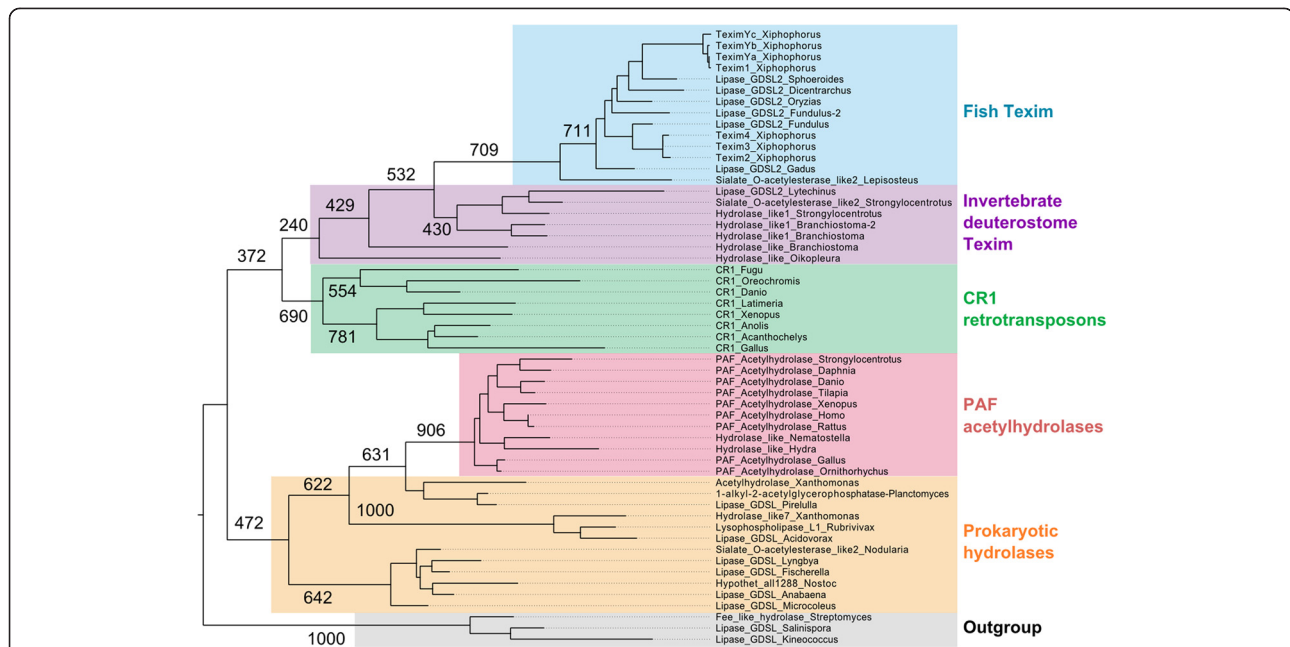 TeximYc_Xiphophorus
TeximYb_Xiphophorus
TeximYa_Xiphophorus
Texim1_Xiphophorus
Lipase_GDSL2_Sphoeroides
Lipase_GDSL2_Dicentrarchus
Lipase_GDSL2_Oryzias
Lipase_GDSL2_Fundulus-2
Lipase_GDSL2_Fundulus
Texim4_Xiphophorus
Texim3_Xiphophorus
Texim2_Xiphophorus
Lipase_GDSL2_Gadus
Sialate_O-acetylesterase_like2_Lepisosteus
711
709
Fish Texim
Lipase_GDSL2_Lytechinus
Sialate_O-acetylesterase_like2_Strongylocentrotus
Hydrolase_like1_Strongylocentrotus
Hydrolase_like1_Branchiostoma-2
Hydrolase_like1_Branchiostoma
Hydrolase_like_Branchiostoma
Hydrolase_like_Oikopleura
532
429
430
240
372
Invertebrate
deuterostome
Texim
CR1_Fugu
CR1_Oreochromis
CR1_Danio
CR1_Latimeria
CR1_Xenopus
CR1_Anolis
CR1_Acanthochelys
CR1_Gallus
554
690
781
CR1
retrotransposons
PAF_Acetylhydrolase_Strongylocentrotus
PAF_Acetylhydrolase_Daphnia
PAF_Acetylhydrolase_Danio
PAF_Acetylhydrolase_Tilapia
PAF_Acetylhydrolase_Xenopus
PAF_Acetylhydrolase_Homo
PAF_Acetylhydrolase_Rattus
Hydrolase_like_Nematostella
Hydrolase_like_Hydra
PAF_Acetylhydrolase_Gallus
PAF_Acetylhydrolase_Ornithorhychus
906
631
PAF
acetylhydrolases
Acetylhydrolase_Xanthomonas
1-alkyl-2-acetylglycerophosphatase-Planctomyces
Lipase_GDSL_Pirelulla
Hydrolase_like7_Xanthomonas
Lysophospholipase_L1_Rubrivivax
Lipase_GDSL_Acidovorax
Sialate_O-acetylesterase_like2_Nodularia
Lipase_GDSL_Lyngbya
Lipase_GDSL_Fischerella
Hypothet_all1288_Nostoc
Lipase_GDSL_Anabaena
Lipase_GDSL_Microcoleus
622
1000
472
642
Prokaryotic
hydrolases
Fee_like_hydrolase_Streptomyces
Lipase_GDSL_Salinispora
Lipase_GDSL_Kineococcus
1000
Outgroup